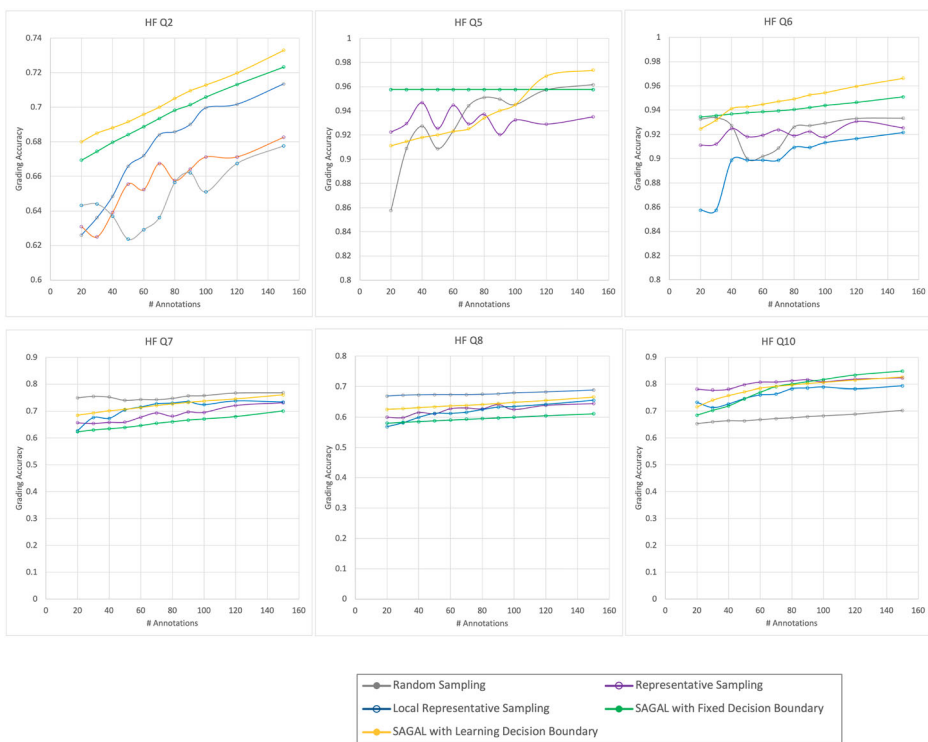 HF Q2
0.74
0.72
0.7
0.68
0.66
0.64
0.62
0.6
Grading Accuracy
0 20 40 60 80 100 120 140 160
# Annotations
HF Q5
1
0.98
0.96
0.94
0.92
0.9
0.88
0.86
0.84
0.82
0.8
Grading Accuracy
0 20 40 60 80 100 120 140 160
# Annotations
HF Q6
1
0.98
0.96
0.94
0.92
0.9
0.88
0.86
0.84
0.82
0.8
Grading Accuracy
0 20 40 60 80 100 120 140 160
# Annotations
HF Q7
0.9
0.8
0.7
0.6
0.5
0.4
0.3
0.2
0.1
0
Grading Accuracy
0 20 40 60 80 100 120 140 160
# Annotations
HF Q8
0.8
0.7
0.6
0.5
0.4
0.3
0.2
0.1
0
Grading Accuracy
0 20 40 60 80 100 120 140 160
# Annotations
HF Q10
0.9
0.8
0.7
0.6
0.5
0.4
0.3
0.2
0.1
0
Grading Accuracy
0 20 40 60 80 100 120 140 160
# Annotations
Random Sampling
Representative Sampling
Local Representative Sampling
SAGAL with Fixed Decision Boundary
SAGAL with Learning Decision Boundary